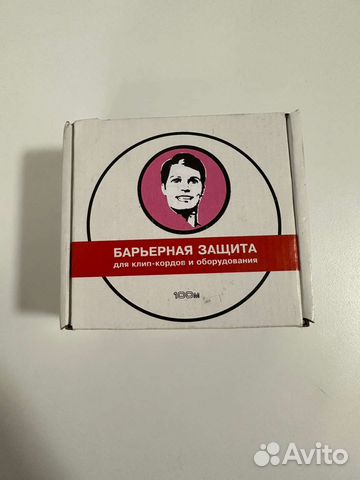 БАРЬЕРНАЯ ЗАЩИТА
для клип-кордов и оборудования
100м
Avito